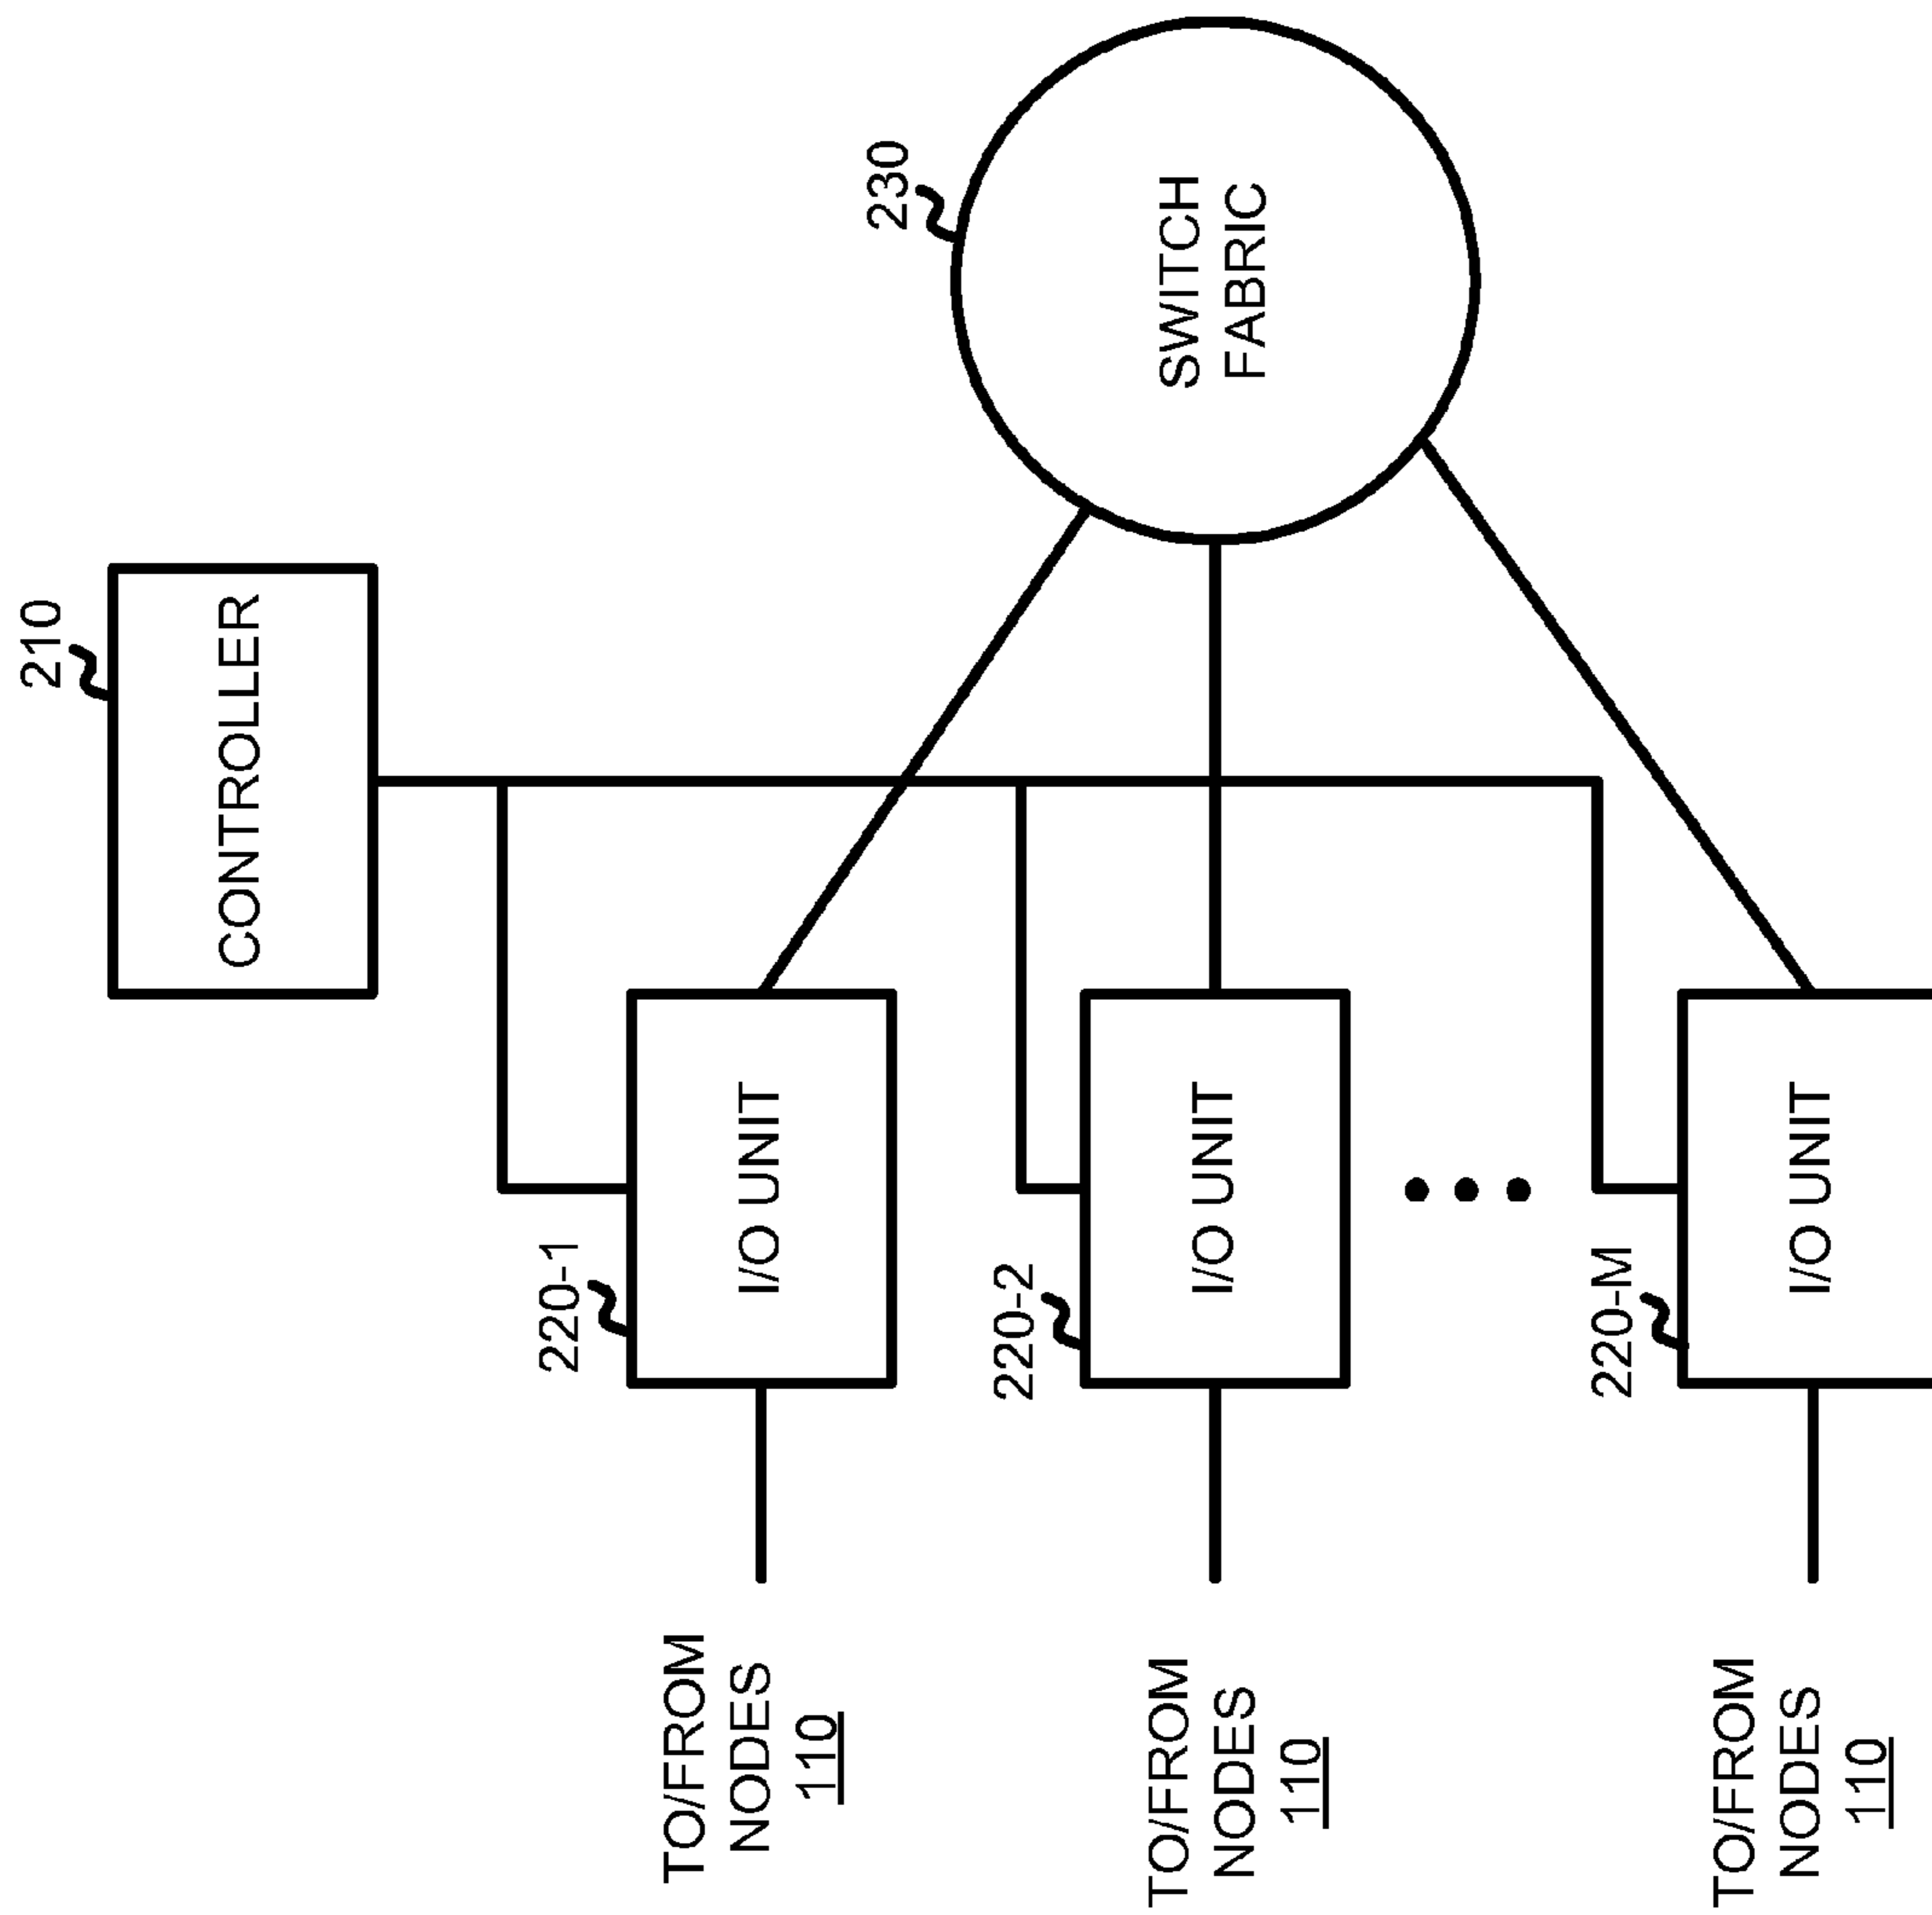 210
CONTROLLER
TO/FROM
NODES
110
220-1
I/O UNIT
230
SWITCH
FABRIC
TO/FROM
NODES
110
220-2
I/O UNIT
TO/FROM
NODES
110
220-M
I/O UNIT